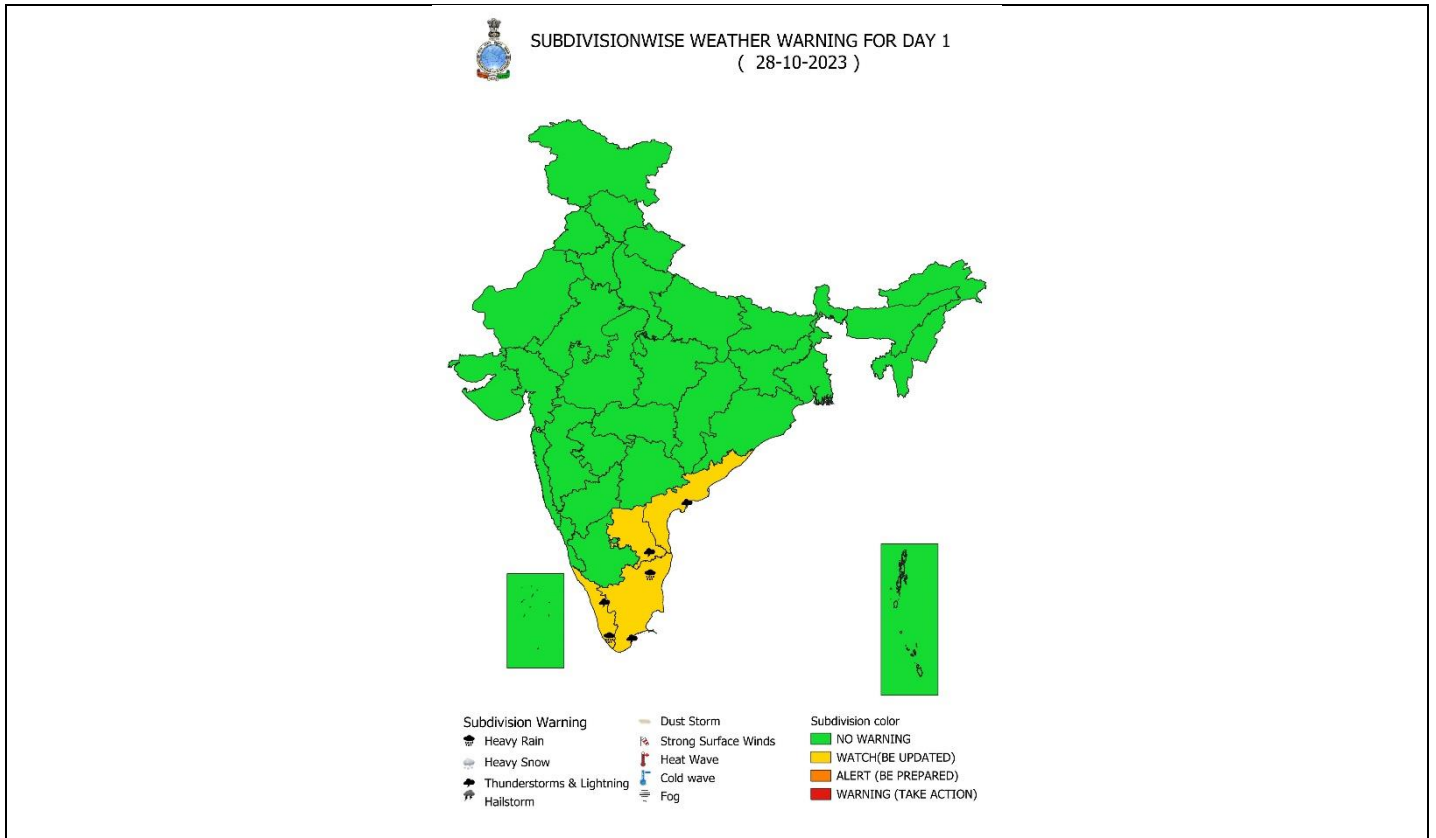 SUBDIVISIONWISE WEATHER WARNING FOR DAY 1
( 28-10-2023 )
Subdivision Warning
Heavy Rain
Heavy Snow
Thunderstorms & Lightning
Hailstorm
Dust Storm
Strong Surface Winds
Heat Wave
Cold wave
Fog
Subdivision color
NO WARNING
WATCH(BE UPDATED)
ALERT (BE PREPARED)
WARNING (TAKE ACTION)